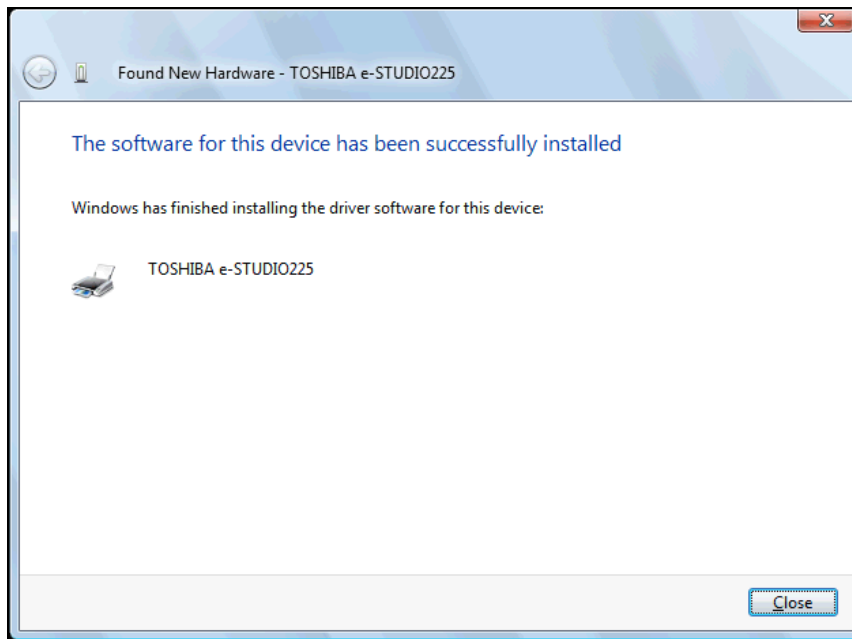 Found New Hardware - TOSHIBA e-STUDIO225
The software for this device has been successfully installed
Windows has finished installing the driver software for this device:
TOSHIBA e-STUDIO225
Close